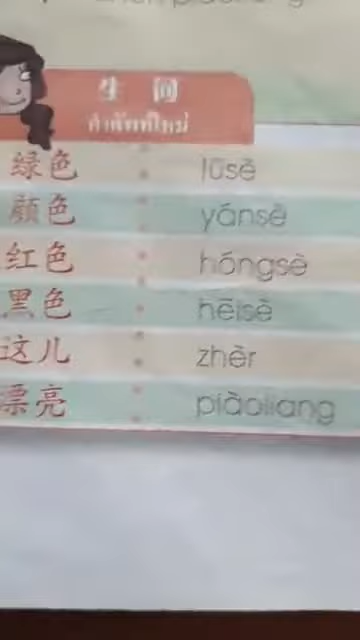 生 词
คำศัพท์ใหม่
绿色 lǜsè
颜色 yánsè
红色 hóngsè
黑色 hēisè
这儿 zhèr
漂亮 piàoliang